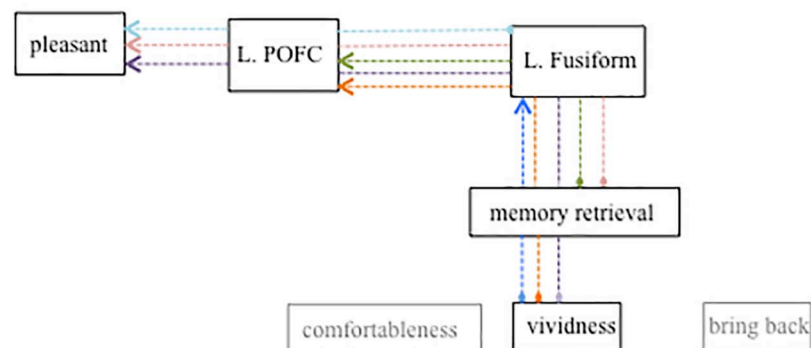 pleasant
L. POFC
L. Fusiform
memory retrieval
comfortableness
vividness
bring back